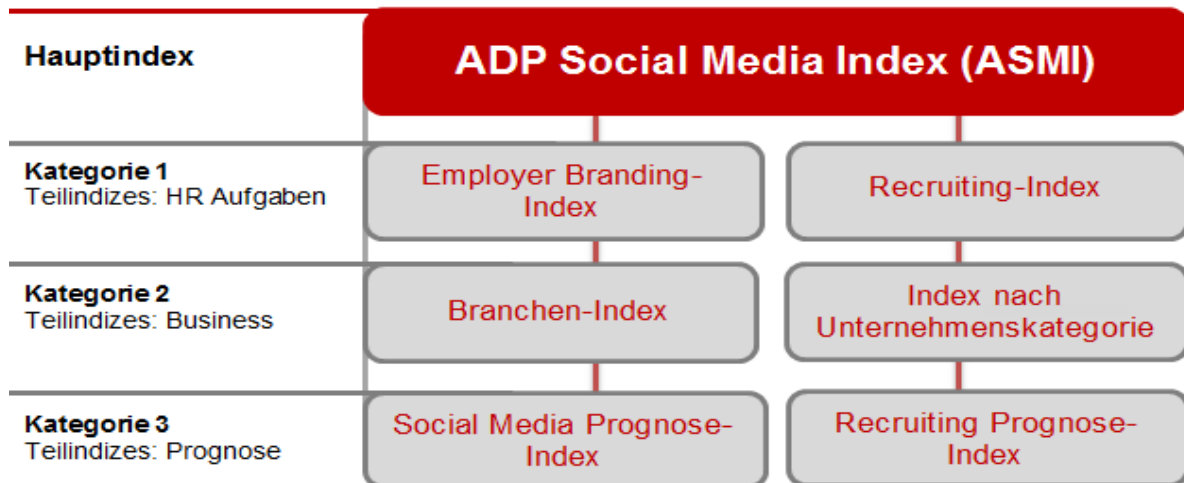 Hauptindex
ADP Social Media Index (ASMI)
Kategorie 1
Teilindizes: HR Aufgaben
Employer Branding-
Index
Recruiting-Index
Kategorie 2
Teilindizes: Business
Branchen-Index
Index nach
Unternehmenskategorie
Kategorie 3
Teilindizes: Prognose
Social Media Prognose-
Index
Recruiting Prognose-
Index